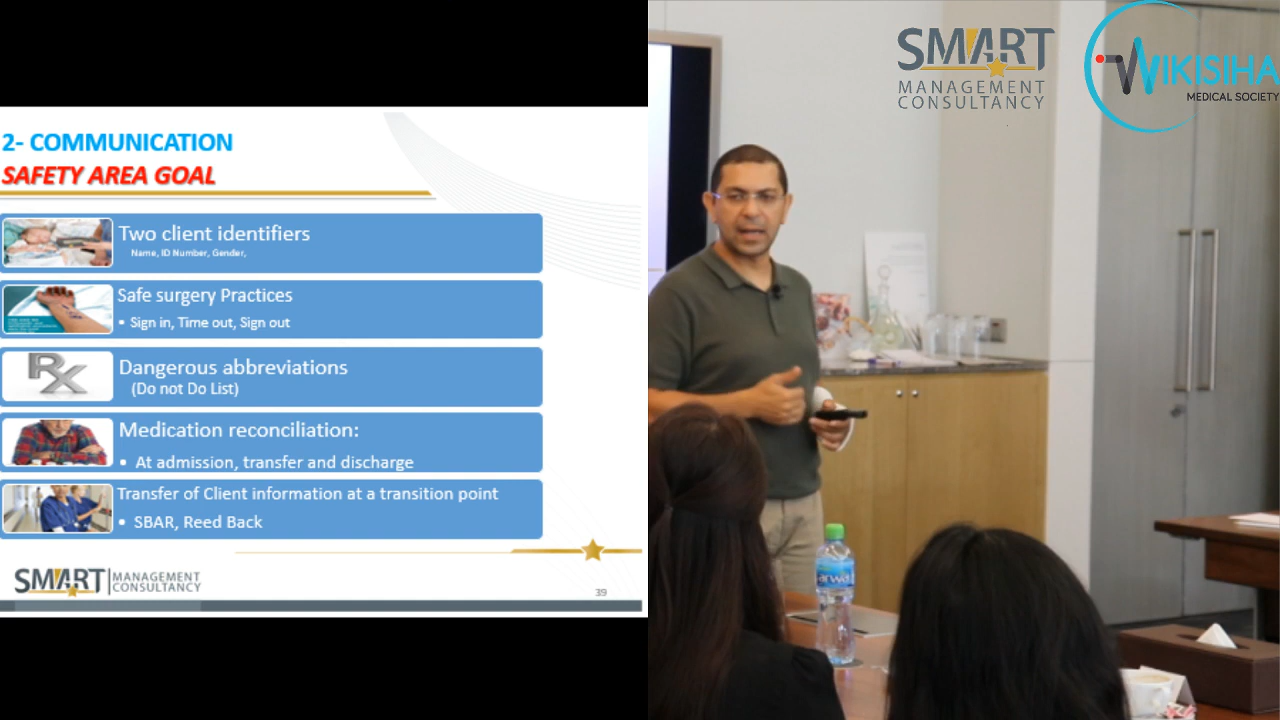 2- COMMUNICATION
SAFETY AREA GOAL
Two client identifiers
Name, ID Number, Gender,
Safe surgery Practices
• Sign in, Time out, Sign out
Dangerous abbreviations
(Do not Do List)
Medication reconciliation:
• At admission, transfer and discharge
Transfer of Client information at a transition point
• SBAR, Reed Back
SMART MANAGEMENT
CONSULTANCY
39
SMART
MANAGEMENT
CONSULTANCY
WIKISIHA
MEDICAL SOCIETY